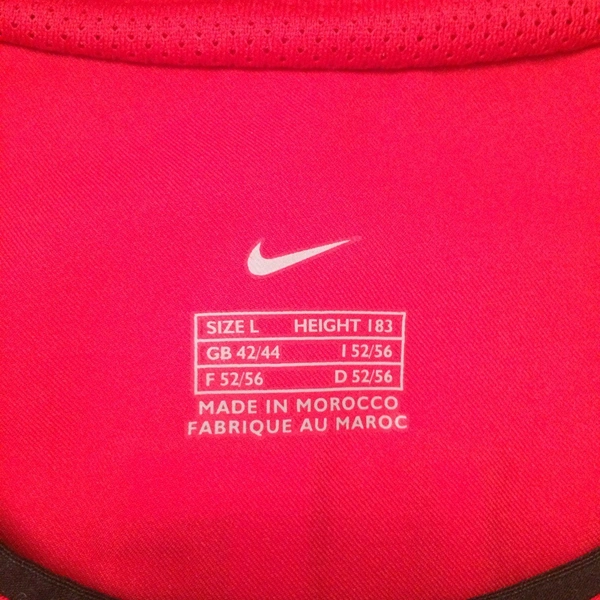 SIZE L HEIGHT 183
GB 42/44 I 52/56
F 52/56 D 52/56
MADE IN MOROCCO
FABRIQUE AU MAROC